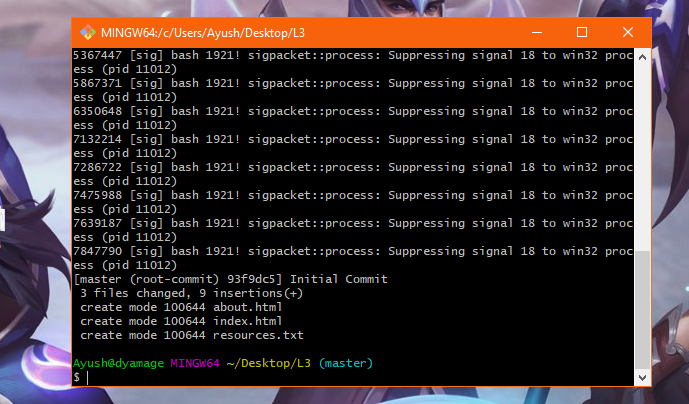 MINGW64:/c/Users/Ayush/Desktop/L3
5367447 [sig] bash 1921! sigpacket::process: Suppressing signal 18 to win32 proc
ess (pid 11012)
5867371 [sig] bash 1921! sigpacket::process: Suppressing signal 18 to win32 proc
ess (pid 11012)
6350648 [sig] bash 1921! sigpacket::process: Suppressing signal 18 to win32 proc
ess (pid 11012)
7132214 [sig] bash 1921! sigpacket::process: Suppressing signal 18 to win32 proc
ess (pid 11012)
7286722 [sig] bash 1921! sigpacket::process: Suppressing signal 18 to win32 proc
ess (pid 11012)
7475988 [sig] bash 1921! sigpacket::process: Suppressing signal 18 to win32 proc
ess (pid 11012)
7639187 [sig] bash 1921! sigpacket::process: Suppressing signal 18 to win32 proc
ess (pid 11012)
7847790 [sig] bash 1921! sigpacket::process: Suppressing signal 18 to win32 proc
ess (pid 11012)
[master (root-commit) 93f9dc5] Initial Commit
 3 files changed, 9 insertions(+)
 create mode 100644 about.html
 create mode 100644 index.html
 create mode 100644 resources.txt
Ayush@dyamage MINGW64 ~/Desktop/L3 (master)
$